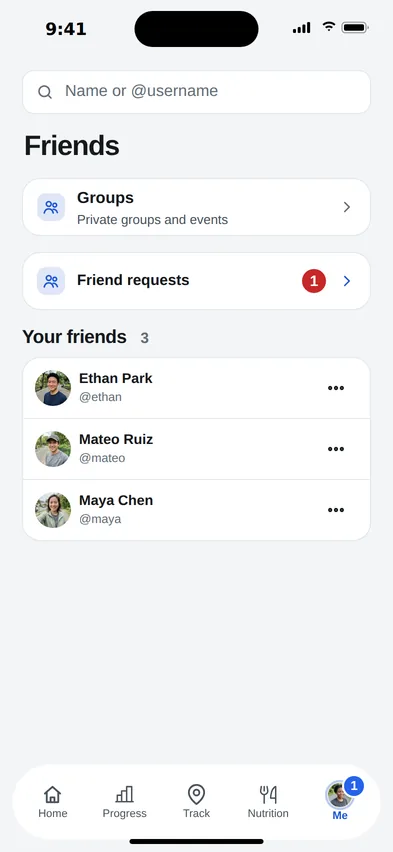 9:41
Name or @username
Friends
Groups
Private groups and events
Friend requests
1
Your friends 3
Ethan Park
@ethan
Mateo Ruiz
@mateo
Maya Chen
@maya
1
Home Progress Track Nutrition Me